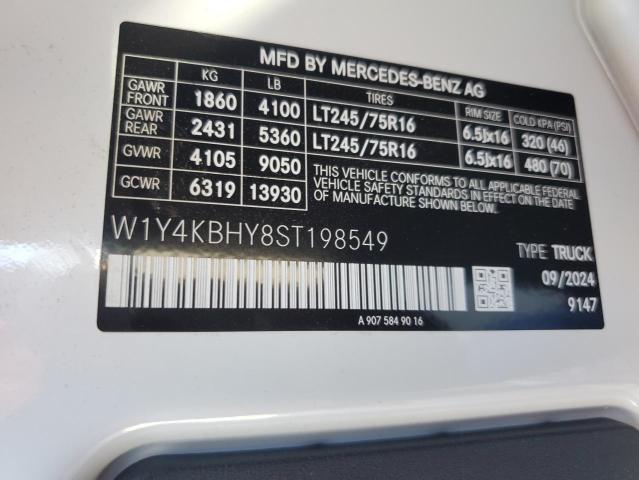 MFD BY MERCEDES-BENZ AG
KG LB TIRES RIM SIZE COLD KPA (PSI)
GAWR FRONT 1860 4100 LT245/75R16 6.5Jx16 320 (46)
GAWR REAR 2431 5360 LT245/75R16 6.5Jx16 480 (70)
GVWR 4105 9050
GCWR 6319 13930
THIS VEHICLE CONFORMS TO ALL APPLICABLE FEDERAL
VEHICLE SAFETY STANDARDS IN EFFECT ON THE
DATE OF MANUFACTURE SHOWN ABOVE.
W1Y4KBHY8ST198549
TYPE TRUCK
09/2024
9147
A 907 584 90 16